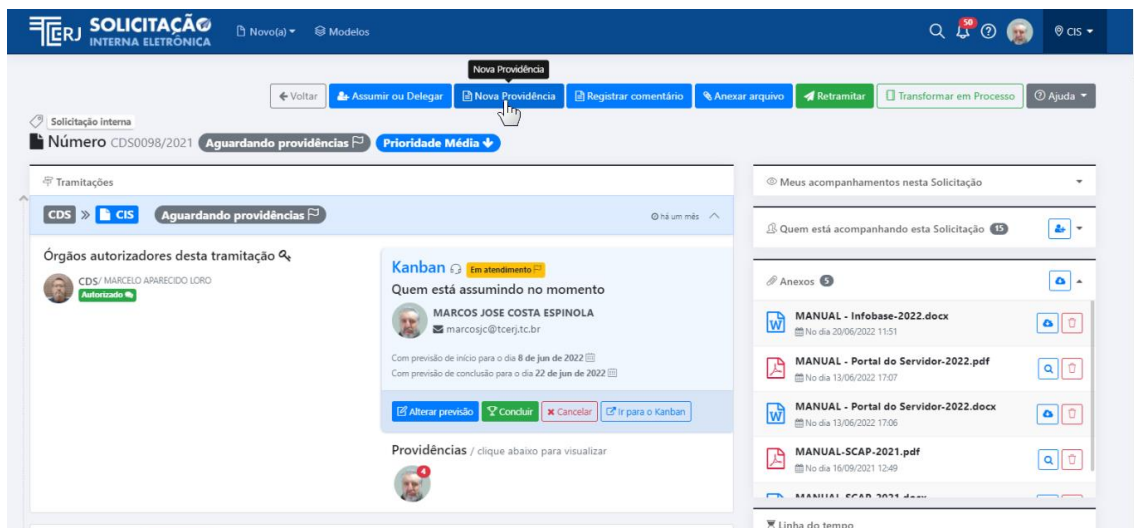 TCERJ SOLICITAÇÃO
INTERNA ELETRÔNICA
Novo(a)
Modelos
50
CIS
Nova Providência
Voltar
Assumir ou Delegar
Nova Providência
Registrar comentário
Anexar arquivo
Retramitar
Transformar em Processo
Ajuda
Solicitação interna
Número CDS0098/2021 Aguardando providências Prioridade Média
Tramitações
CDS » CIS Aguardando providências há um mês
Órgãos autorizadores desta tramitação
CDS/ MARCELO APARECIDO LORO
Autorizado
Kanban Em atendimento
Quem está assumindo no momento
MARCOS JOSE COSTA ESPINOLA
marcosjc@tcerj.tc.br
Com previsão de início para o dia 8 de jun de 2022
Com previsão de conclusão para o dia 22 de jun de 2022
Alterar previsão
Concluir
Cancelar
Ir para o Kanban
Providências / clique abaixo para visualizar
4
Meus acompanhamentos nesta Solicitação
Quem está acompanhando esta Solicitação 15
Anexos 5
MANUAL - Infobase-2022.docx
No dia 20/06/2022 11:51
MANUAL - Portal do Servidor-2022.pdf
No dia 13/06/2022 17:07
MANUAL - Portal do Servidor-2022.docx
No dia 13/06/2022 17:06
MANUAL-SCAP-2021.pdf
No dia 16/09/2021 12:49
MANUAL SCAP 2021.docx
Linha do tempo